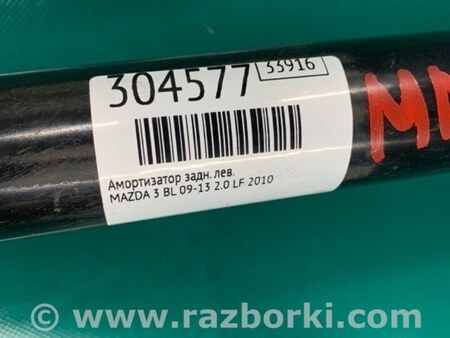 304577 33916
Амортизатор задн. лев.
MAZDA 3 BL 09-13 2.0 LF 2010
© www.razborki.com